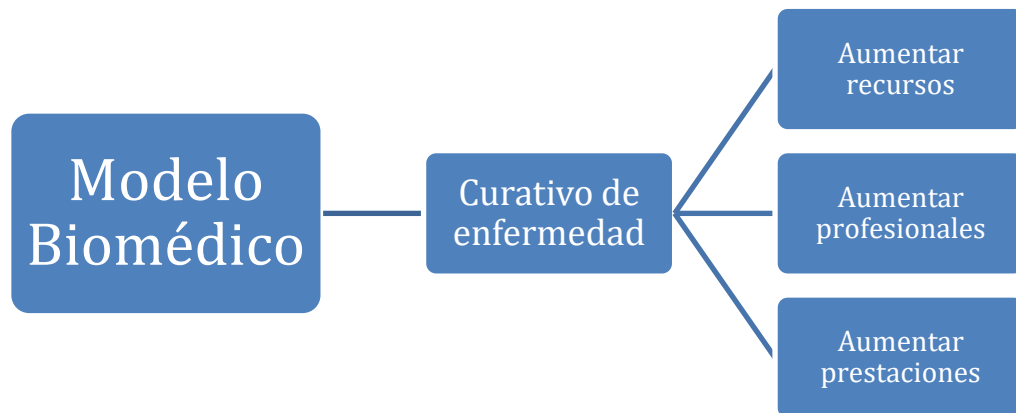 Modelo
Biomédico
Curativo de
enfermedad
Aumentar
recursos
Aumentar
profesionales
Aumentar
prestaciones